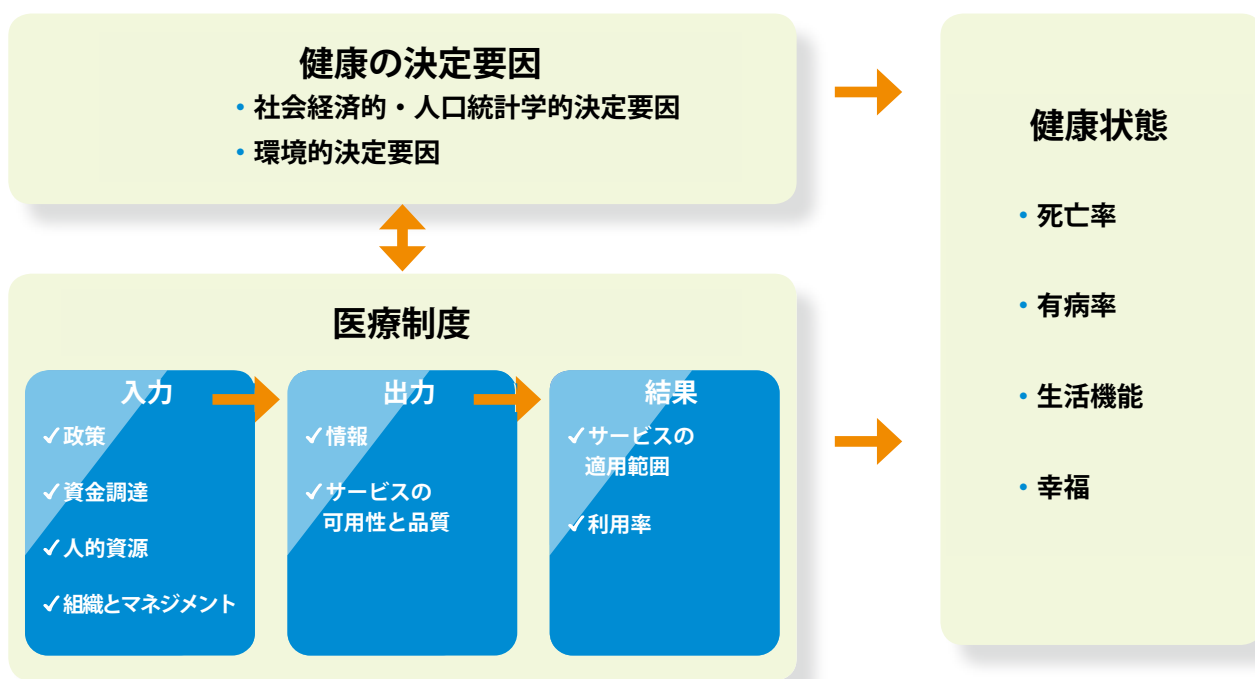 健康の決定要因
• 社会経済的・人口統計学的決定要因
• 環境的決定要因
医療制度
入力
✓政策
✓資金調達
✓人的資源
✓組織とマネジメント
出力
✓情報
✓サービスの
可用性と品質
結果
✓サービスの
適用範囲
✓利用率
健康状態
• 死亡率
• 有病率
• 生活機能
• 幸福